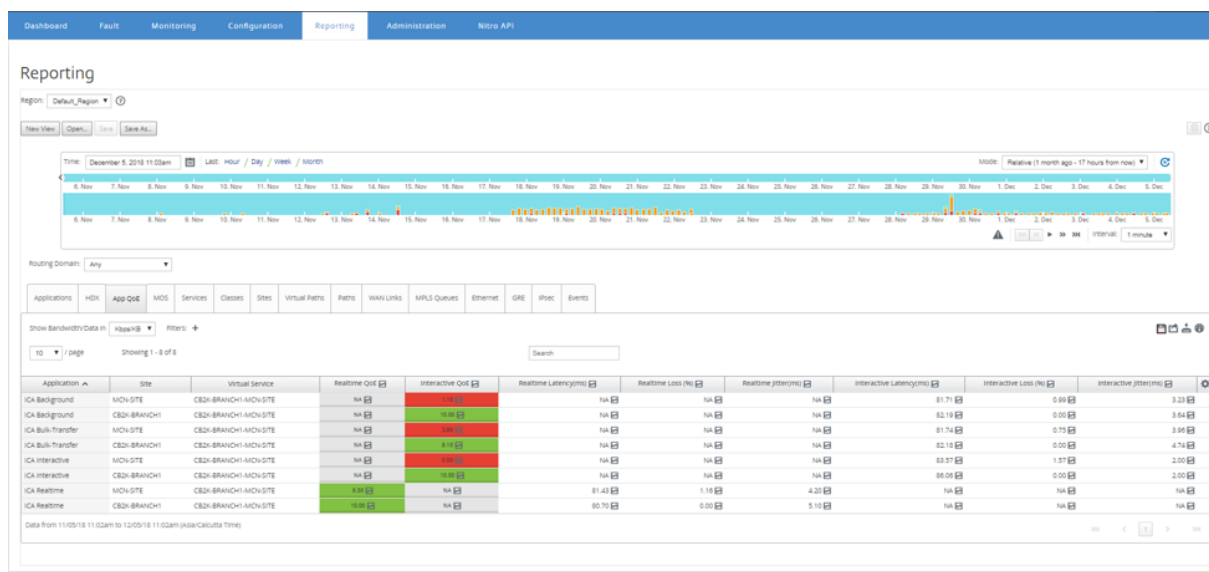 Dashboard Fault Monitoring Configuration Reporting Administration Nitro API
Reporting
Region: Default_Region
New View Open... Save Save As...
Time: December 5, 2018 11:03am Last: Hour / Day / Week / Month Mode: Relative (1 month ago - 17 hours from now)
6. Nov 7. Nov 8. Nov 9. Nov 10. Nov 11. Nov 12. Nov 13. Nov 14. Nov 15. Nov 16. Nov 17. Nov 18. Nov 19. Nov 20. Nov 21. Nov 22. Nov 23. Nov 24. Nov 25. Nov 26. Nov 27. Nov 28. Nov 29. Nov 30. Nov 1. Dec 2. Dec 3. Dec 4. Dec 5. Dec
6. Nov 7. Nov 8. Nov 9. Nov 10. Nov 11. Nov 12. Nov 13. Nov 14. Nov 15. Nov 16. Nov 17. Nov 18. Nov 19. Nov 20. Nov 21. Nov 22. Nov 23. Nov 24. Nov 25. Nov 26. Nov 27. Nov 28. Nov 29. Nov 30. Nov 1. Dec 2. Dec 3. Dec 4. Dec 5. Dec
Interval: 1 minute
Routing Domain: Any
Applications HDX App QoE MOS Services Classes Sites Virtual Paths Paths WAN Links MPLS Queues Ethernet GRE IPsec Events
Show Bandwidth/Data in Kbps/KB Filters: +
10 / page Showing 1 - 8 of 8 Search
Application Site Virtual Service Realtime QoE Interactive QoE Realtime Latency(ms) Realtime Loss (%) Realtime Jitter(ms) Interactive Latency(ms) Interactive Loss (%) Interactive Jitter(ms)
ICA Background MCN-SITE CB2K-BRANCH1-MCN-SITE NA NA NA NA 81.71 0.99 3.23
ICA Background CB2K-BRANCH1 CB2K-BRANCH1-MCN-SITE NA 10.00 NA NA NA 82.19 0.00 3.64
ICA Bulk-Transfer MCN-SITE CB2K-BRANCH1-MCN-SITE NA NA NA NA 81.74 0.75 3.96
ICA Bulk-Transfer CB2K-BRANCH1 CB2K-BRANCH1-MCN-SITE NA NA NA NA 82.18 0.00 4.74
ICA Interactive MCN-SITE CB2K-BRANCH1-MCN-SITE NA NA NA NA 83.57 1.57 2.00
ICA Interactive CB2K-BRANCH1 CB2K-BRANCH1-MCN-SITE NA 10.00 NA NA NA 86.06 0.00 2.00
ICA Realtime MCN-SITE CB2K-BRANCH1-MCN-SITE NA 81.43 1.16 4.20 NA NA NA
ICA Realtime CB2K-BRANCH1 CB2K-BRANCH1-MCN-SITE 10.00 NA 80.70 0.00 5.10 NA NA NA
Data from 11/05/18 11:02am to 12/05/18 11:02am (Asia/Calcutta Time)
1